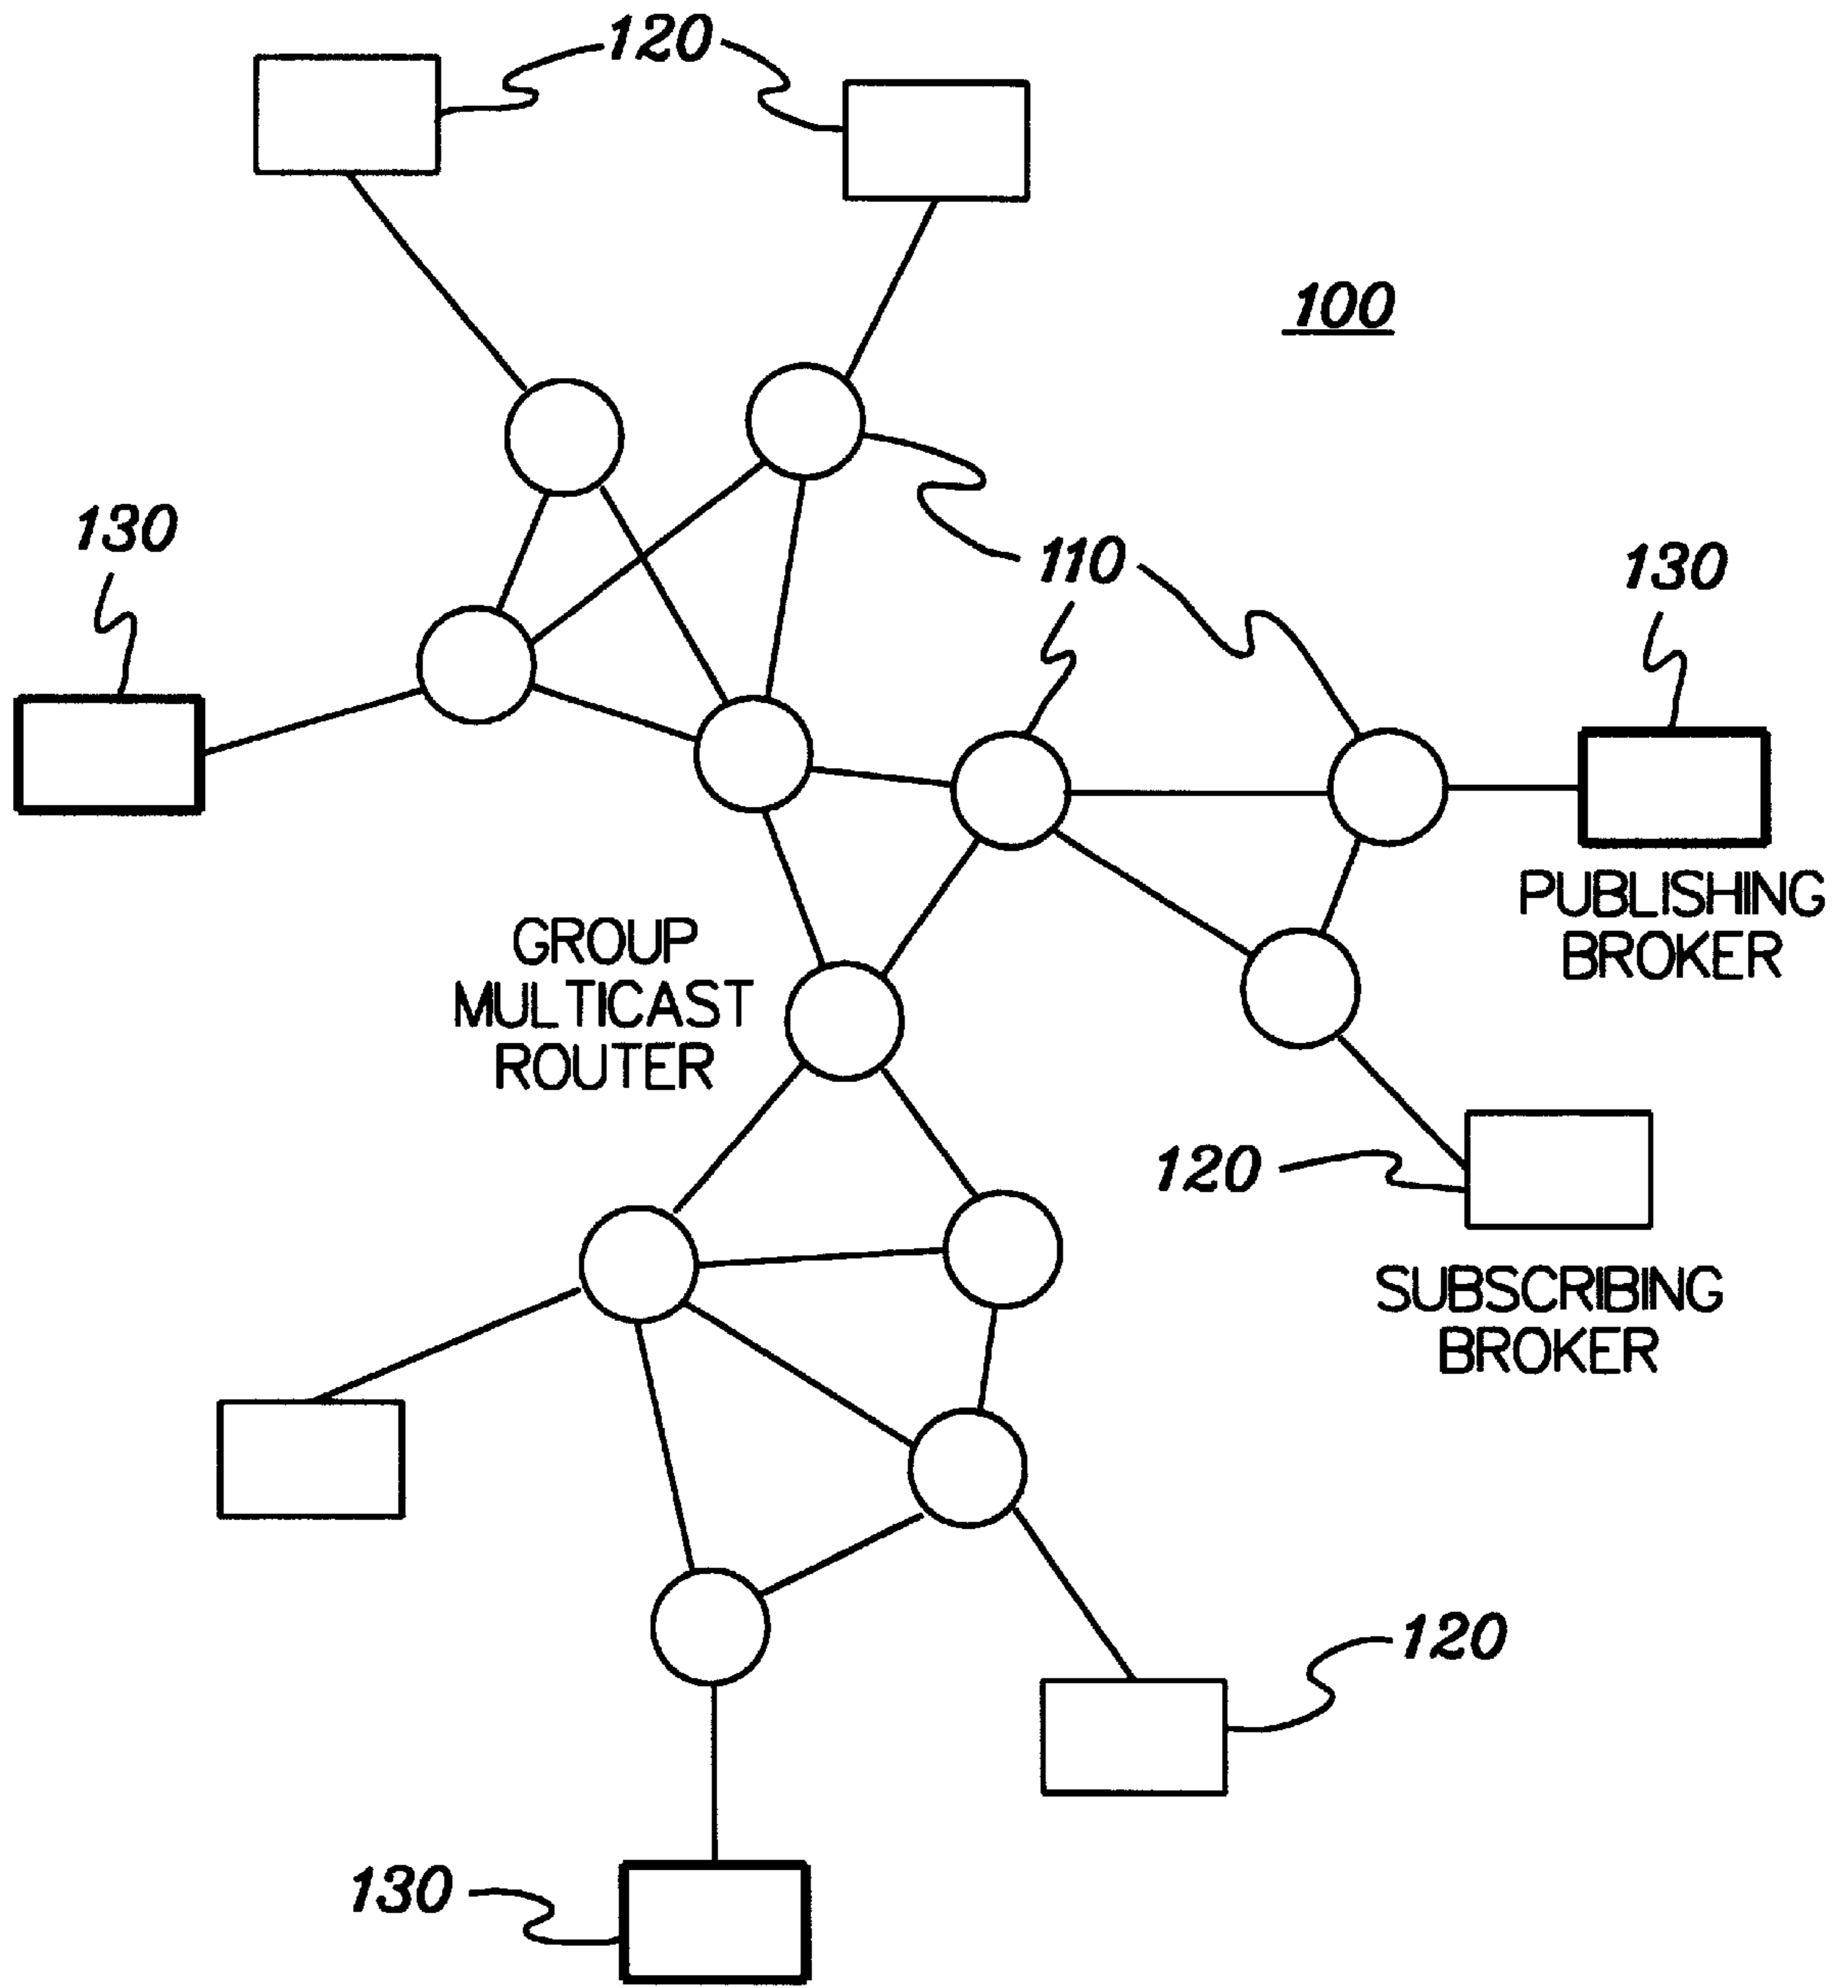 120
100
130
110
130
PUBLISHING
BROKER
GROUP
MULTICAST
ROUTER
120
SUBSCRIBING
BROKER
120
130